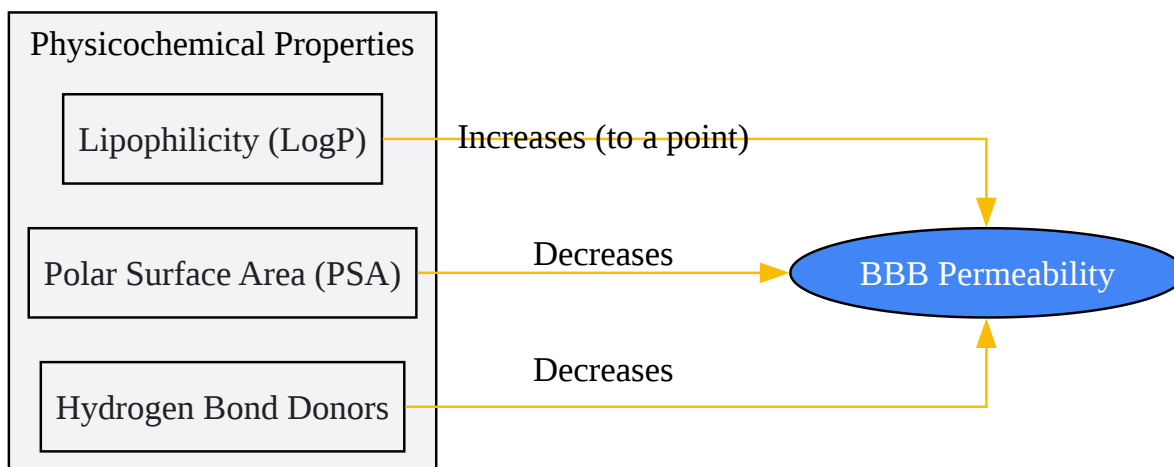 Physicochemical Properties
Lipophilicity (LogP)
Increases (to a point)
Polar Surface Area (PSA)
Decreases
BBB Permeability
Hydrogen Bond Donors
Decreases